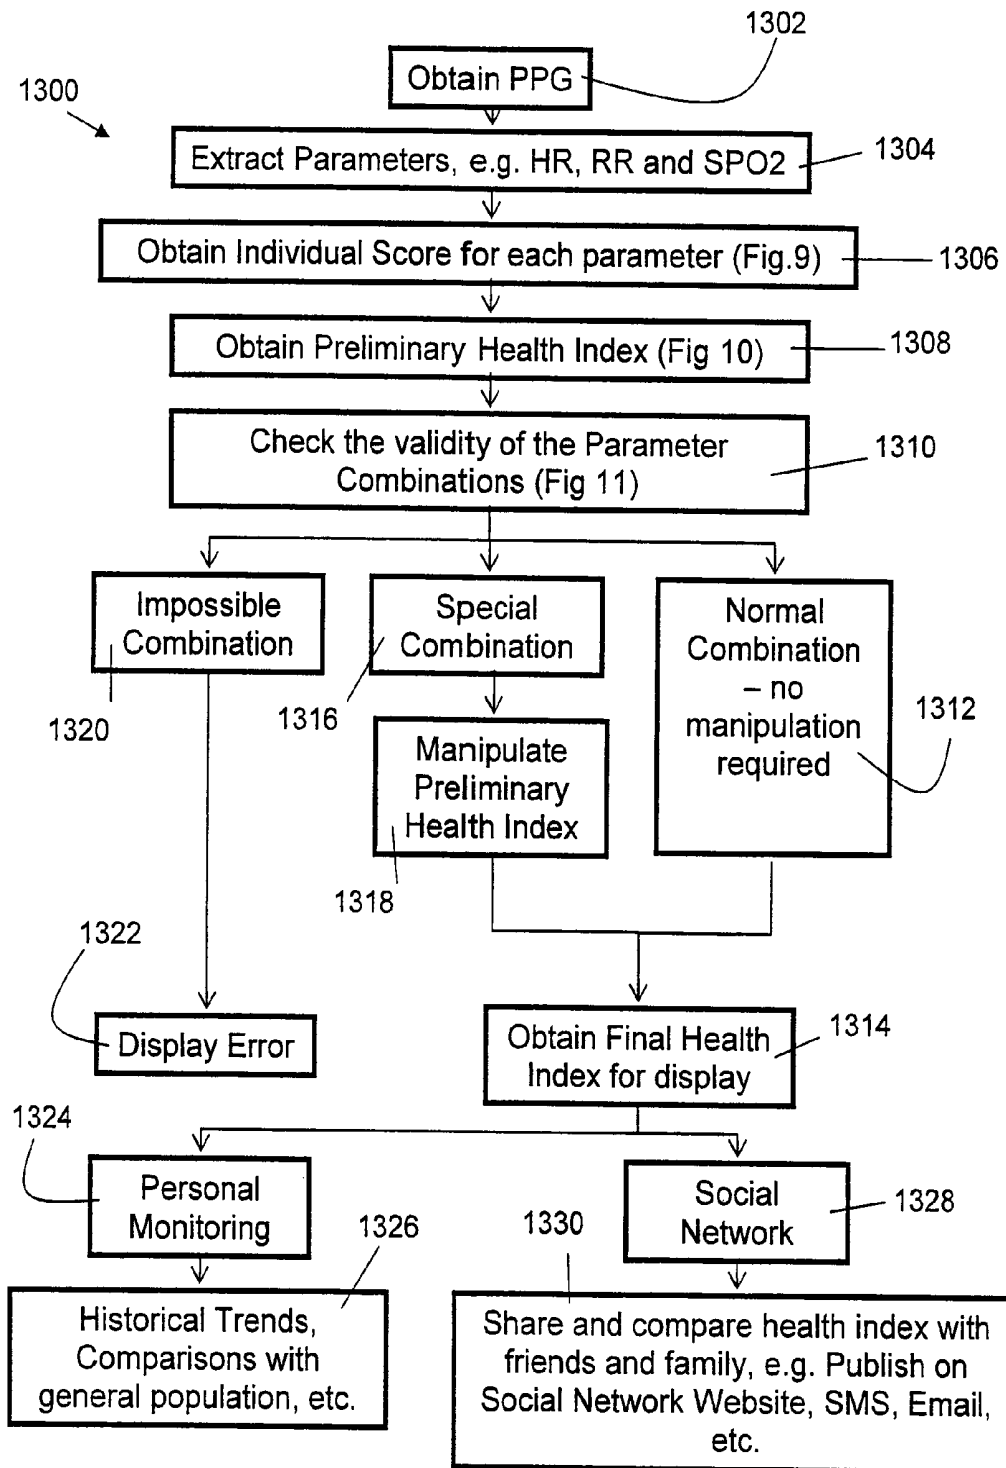 1302
Obtain PPG
1300
Extract Parameters, e.g. HR, RR and SPO2
1304
Obtain Individual Score for each parameter (Fig.9)
1306
Obtain Preliminary Health Index (Fig 10)
1308
Check the validity of the Parameter
Combinations (Fig 11)
1310
Impossible
Combination
1320
Special
Combination
1316
Normal
Combination
– no
manipulation
required
1312
Manipulate
Preliminary
Health Index
1318
1322
Display Error
Obtain Final Health
Index for display
1314
1324
Personal
Monitoring
Social
Network
1328
1326
1330
Historical Trends,
Comparisons with
general population, etc.
Share and compare health index with
friends and family, e.g. Publish on
Social Network Website, SMS, Email,
etc.